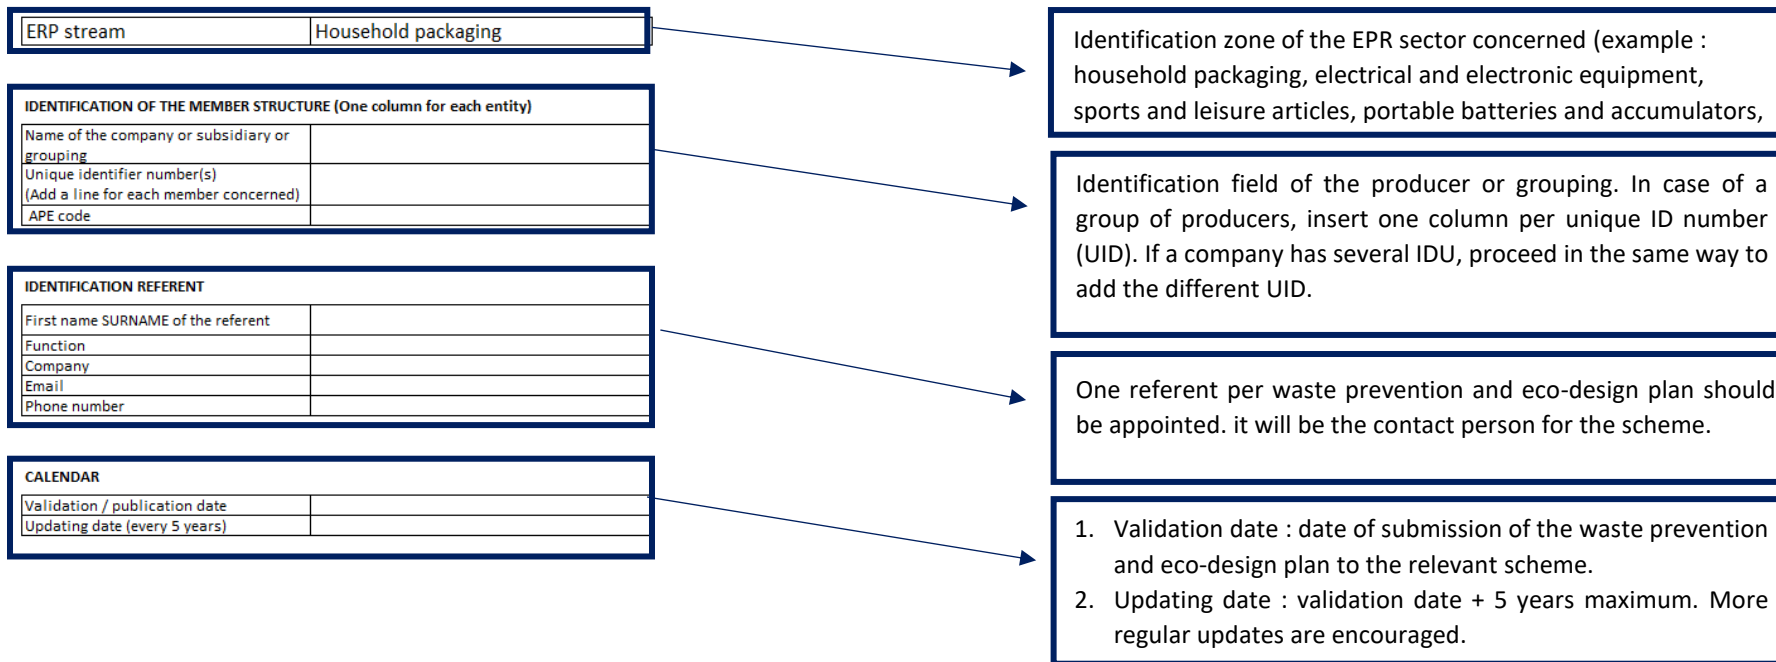 ERP stream Household packaging
Identification zone of the EPR sector concerned (example :
household packaging, electrical and electronic equipment,
sports and leisure articles, portable batteries and accumulators,
IDENTIFICATION OF THE MEMBER STRUCTURE (One column for each entity)
Name of the company or subsidiary or
grouping
Unique identifier number(s)
(Add a line for each member concerned)
APE code
Identification field of the producer or grouping. In case of a
group of producers, insert one column per unique ID number
(UID). If a company has several IDU, proceed in the same way to
add the different UID.
IDENTIFICATION REFERENT
First name SURNAME of the referent
Function
Company
Email
Phone number
One referent per waste prevention and eco-design plan should
be appointed. it will be the contact person for the scheme.
CALENDAR
Validation / publication date
Updating date (every 5 years)
1. Validation date : date of submission of the waste prevention
and eco-design plan to the relevant scheme.
2. Updating date : validation date + 5 years maximum. More
regular updates are encouraged.